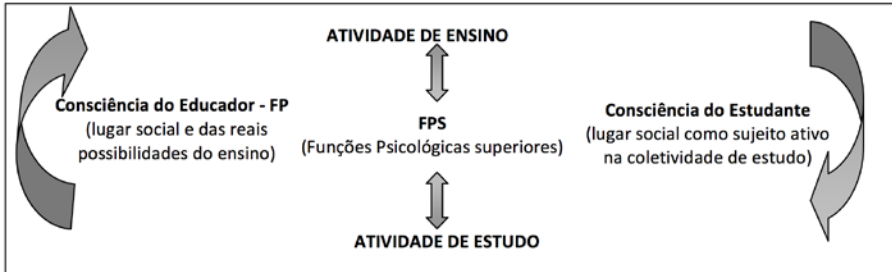 ATIVIDADE DE ENSINO
Consciência do Educador - FP
(lugar social e das reais
possibilidades do ensino)
FPS
(Funções Psicológicas superiores)
Consciência do Estudante
(lugar social como sujeito ativo
na coletividade de estudo)
ATIVIDADE DE ESTUDO